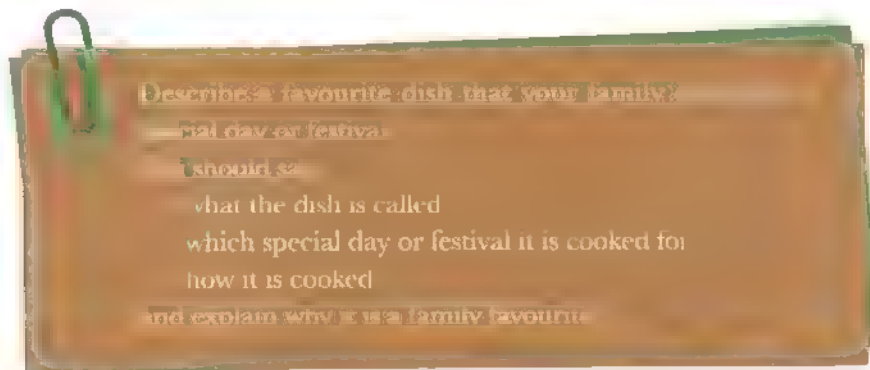 Describe a favourite dish that your family
special day or festival
should
what the dish is called
which special day or festival it is cooked for
how it is cooked
and explain why it is a family favourite